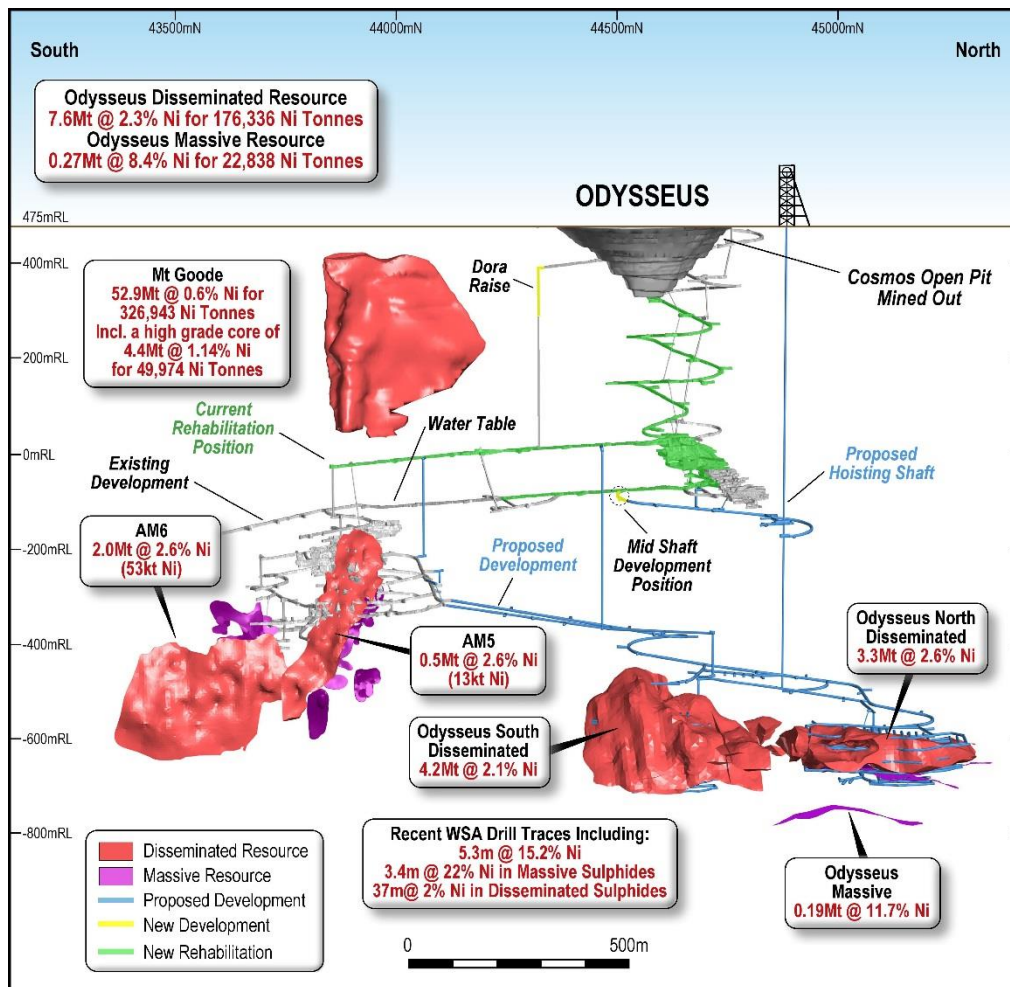 43500mN
44000mN
44500mN
45000mN
South
North
Odysseus Disseminated Resource
7.6Mt @ 2.3% Ni for 176,336 Ni Tonnes
Odysseus Massive Resource
0.27Mt @ 8.4% Ni for 22,838 Ni Tonnes
ODYSSEUS
475mRL
400mRL
Mt Goode
52.9Mt @ 0.6% Ni for
326,943 Ni Tonnes
Incl. a high grade core of
4.4Mt @ 1.14% Ni
for 49,974 Ni Tonnes
Dora
Raise
Cosmos Open Pit
Mined Out
200mRL
Current
Rehabilitation
Position
Water Table
0mRL
Existing
Development
Proposed
Hoisting Shaft
AM6
2.0Mt @ 2.6% Ni
(53kt Ni)
-200mRL
Proposed
Development
Mid Shaft
Development
Position
-400mRL
AM5
0.5Mt @ 2.6% Ni
(13kt Ni)
Odysseus North
Disseminated
3.3Mt @ 2.6% Ni
-600mRL
Odysseus South
Disseminated
4.2Mt @ 2.1% Ni
-800mRL
Recent WSA Drill Traces Including:
5.3m @ 15.2% Ni
3.4m @ 22% Ni in Massive Sulphides
37m@ 2% Ni in Disseminated Sulphides
Odysseus
Massive
0.19Mt @ 11.7% Ni
Disseminated Resource
Massive Resource
Proposed Development
New Development
New Rehabilitation
0
500m